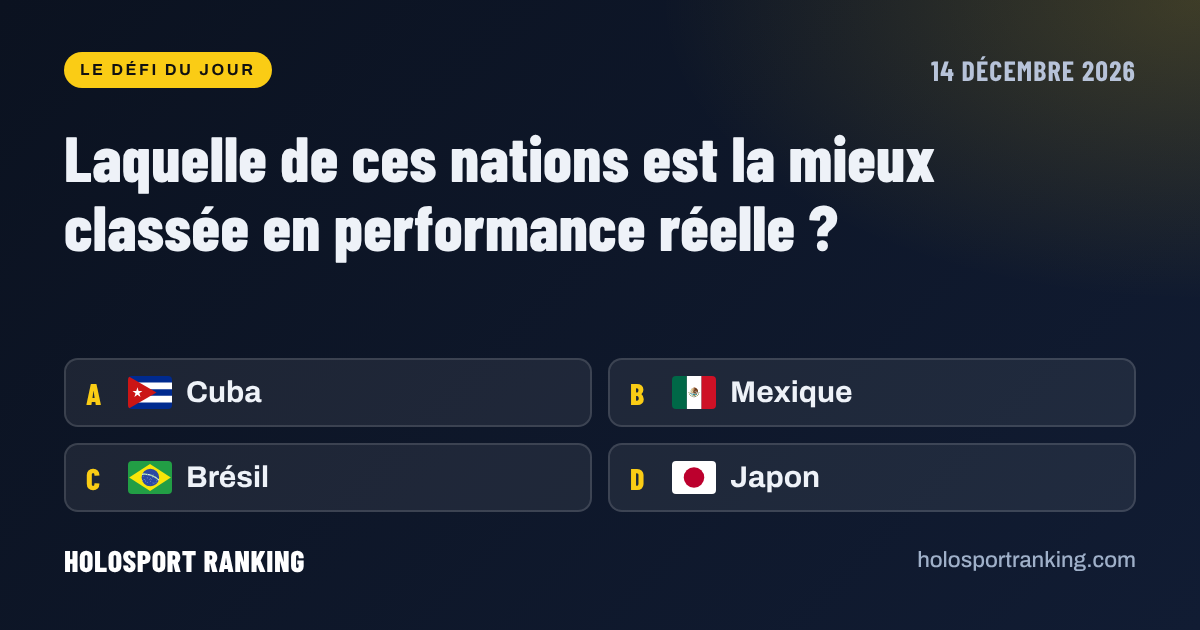 LE DÉFI DU JOUR
14 DÉCEMBRE 2026
Laquelle de ces nations est la mieux
classée en performance réelle ?
A Cuba
B Mexique
C Brésil
D Japon
HOLOSPORT RANKING
holosportranking.com